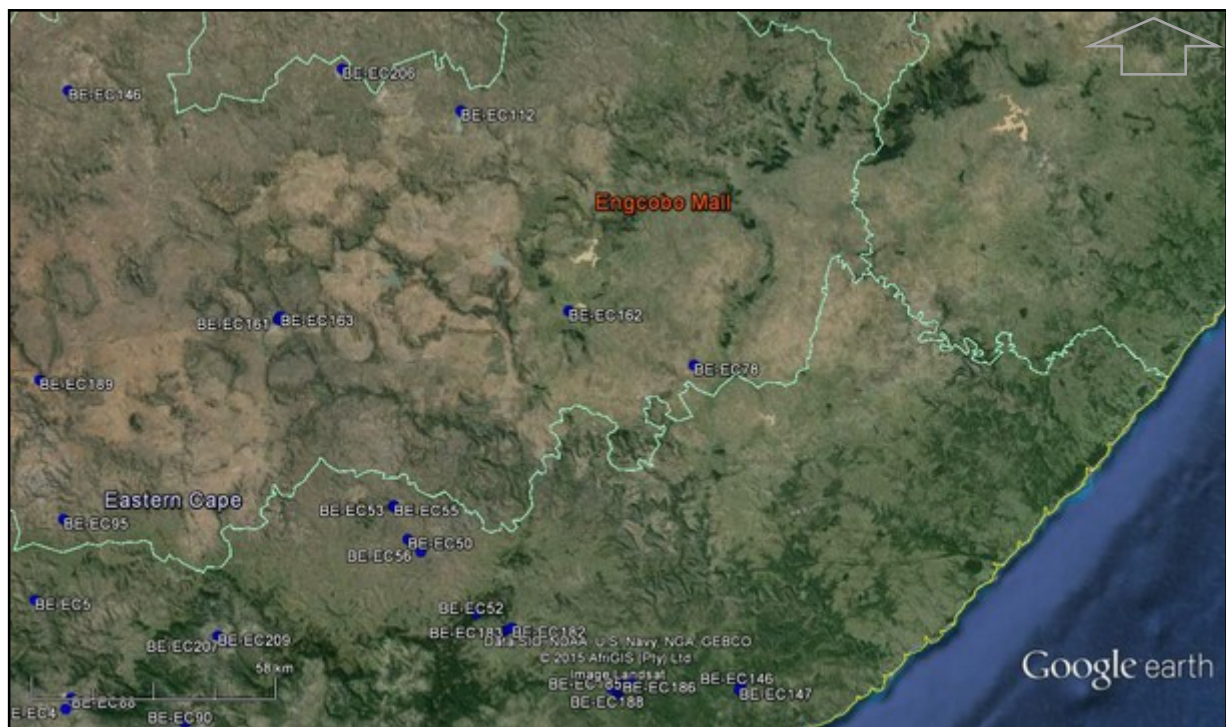 BE-EC206
BE-EC146
BE-EC112
Engcobo Mall
BE-EC162
BE-EC161
BE-EC163
BE-EC78
BE-EC189
Eastern Cape
BE-EC53
BE-EC55
BE-EC95
BE-EC50
BE-EC56
BE-EC5
BE-EC52
BE-EC183
BE-EC182
BE-EC207
BE-EC209
Data SIO, NOAA, U.S. Navy, NGA, GEBCO
© 2015 AfriGIS (Pty) Ltd.
Image Landsat
58 km
Google earth
BE-EC185
BE-EC186
BE-EC146
BE-EC147
BE-EC188
BE-EC88
E-EC4
BE-EC90